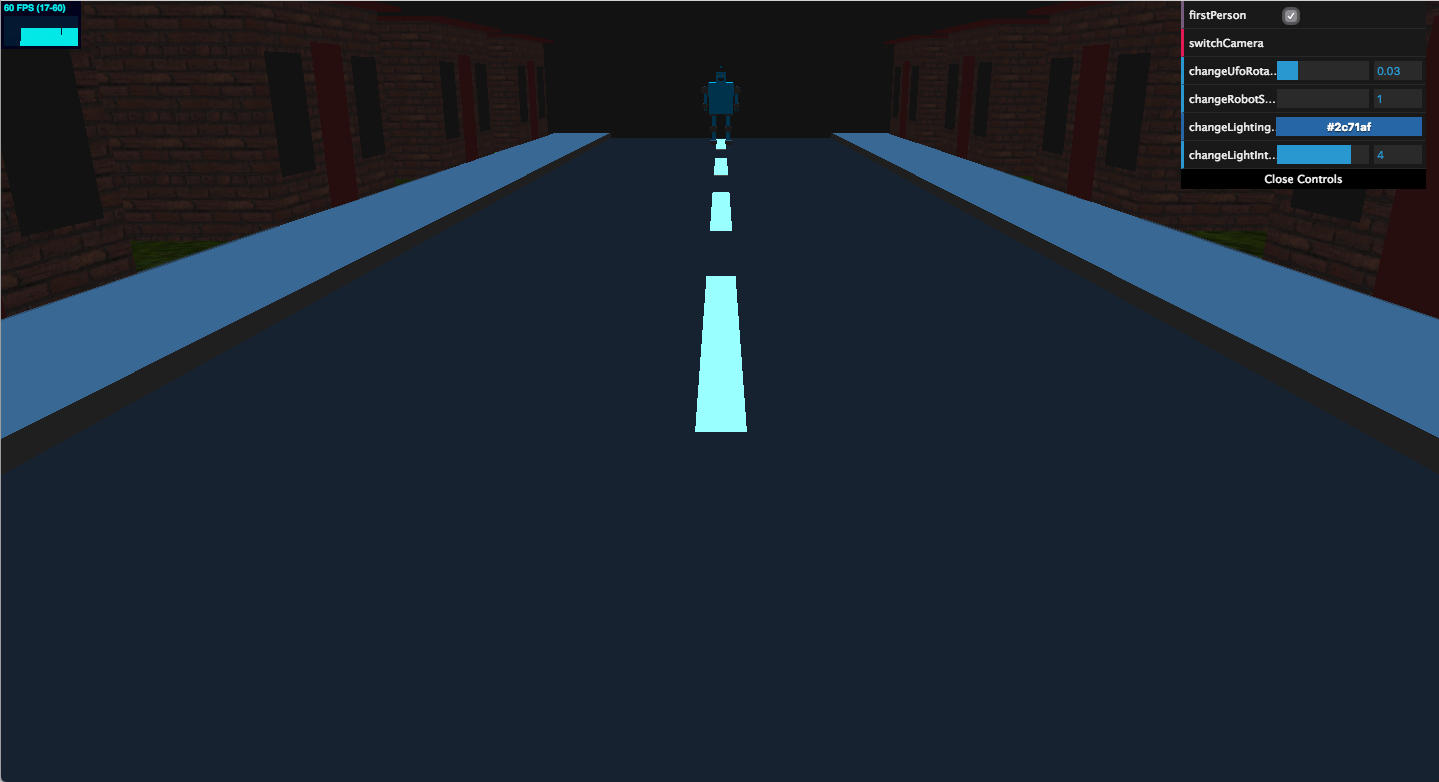 60 FPS (17-60)
firstPerson
switchCamera
changeUfoRota.. 0.03
changeRobotS... 1
changeLighting. #2c71af
changeLightInt.. 4
Close Controls